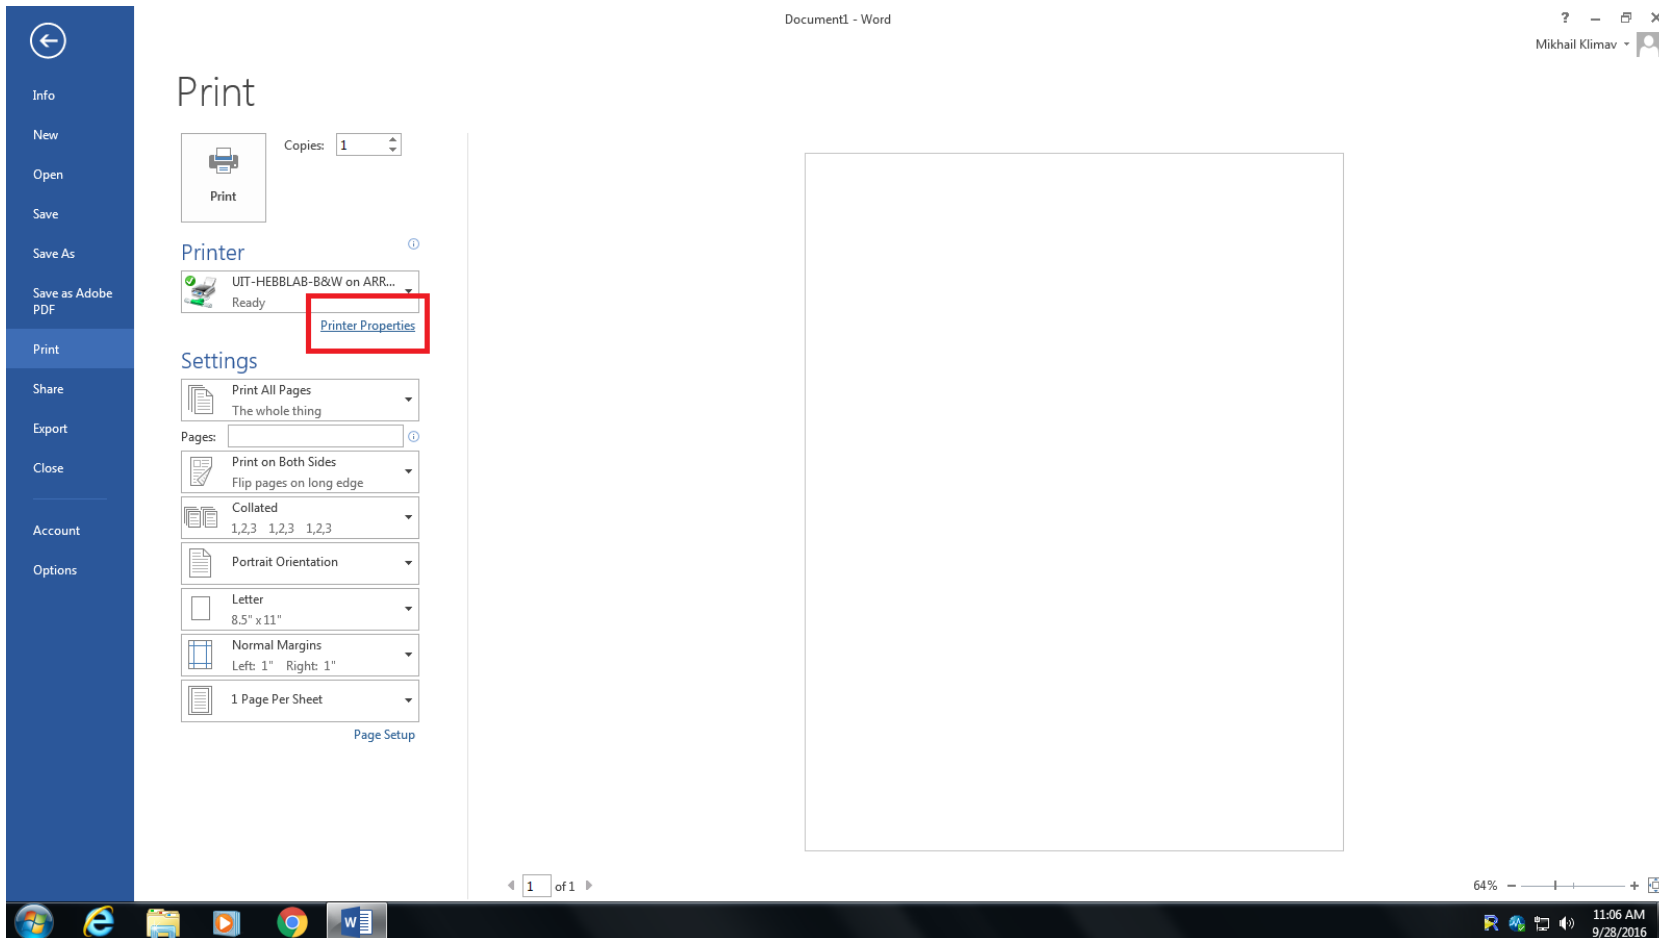 Document1 - Word
?
Mikhail Klimav
Info
New
Open
Save
Save As
Save as Adobe
PDF
Print
Share
Export
Close
Account
Options
Print
Print
Copies: 1
Printer
UIT-HEBBLAB-B&W on ARR...
Ready
Printer Properties
Settings
Print All Pages
The whole thing
Pages:
Print on Both Sides
Flip pages on long edge
Collated
1,2,3 1,2,3 1,2,3
Portrait Orientation
Letter
8.5" x 11"
Normal Margins
Left: 1" Right: 1"
1 Page Per Sheet
Page Setup
1 of 1
64%
11:06 AM
9/28/2016